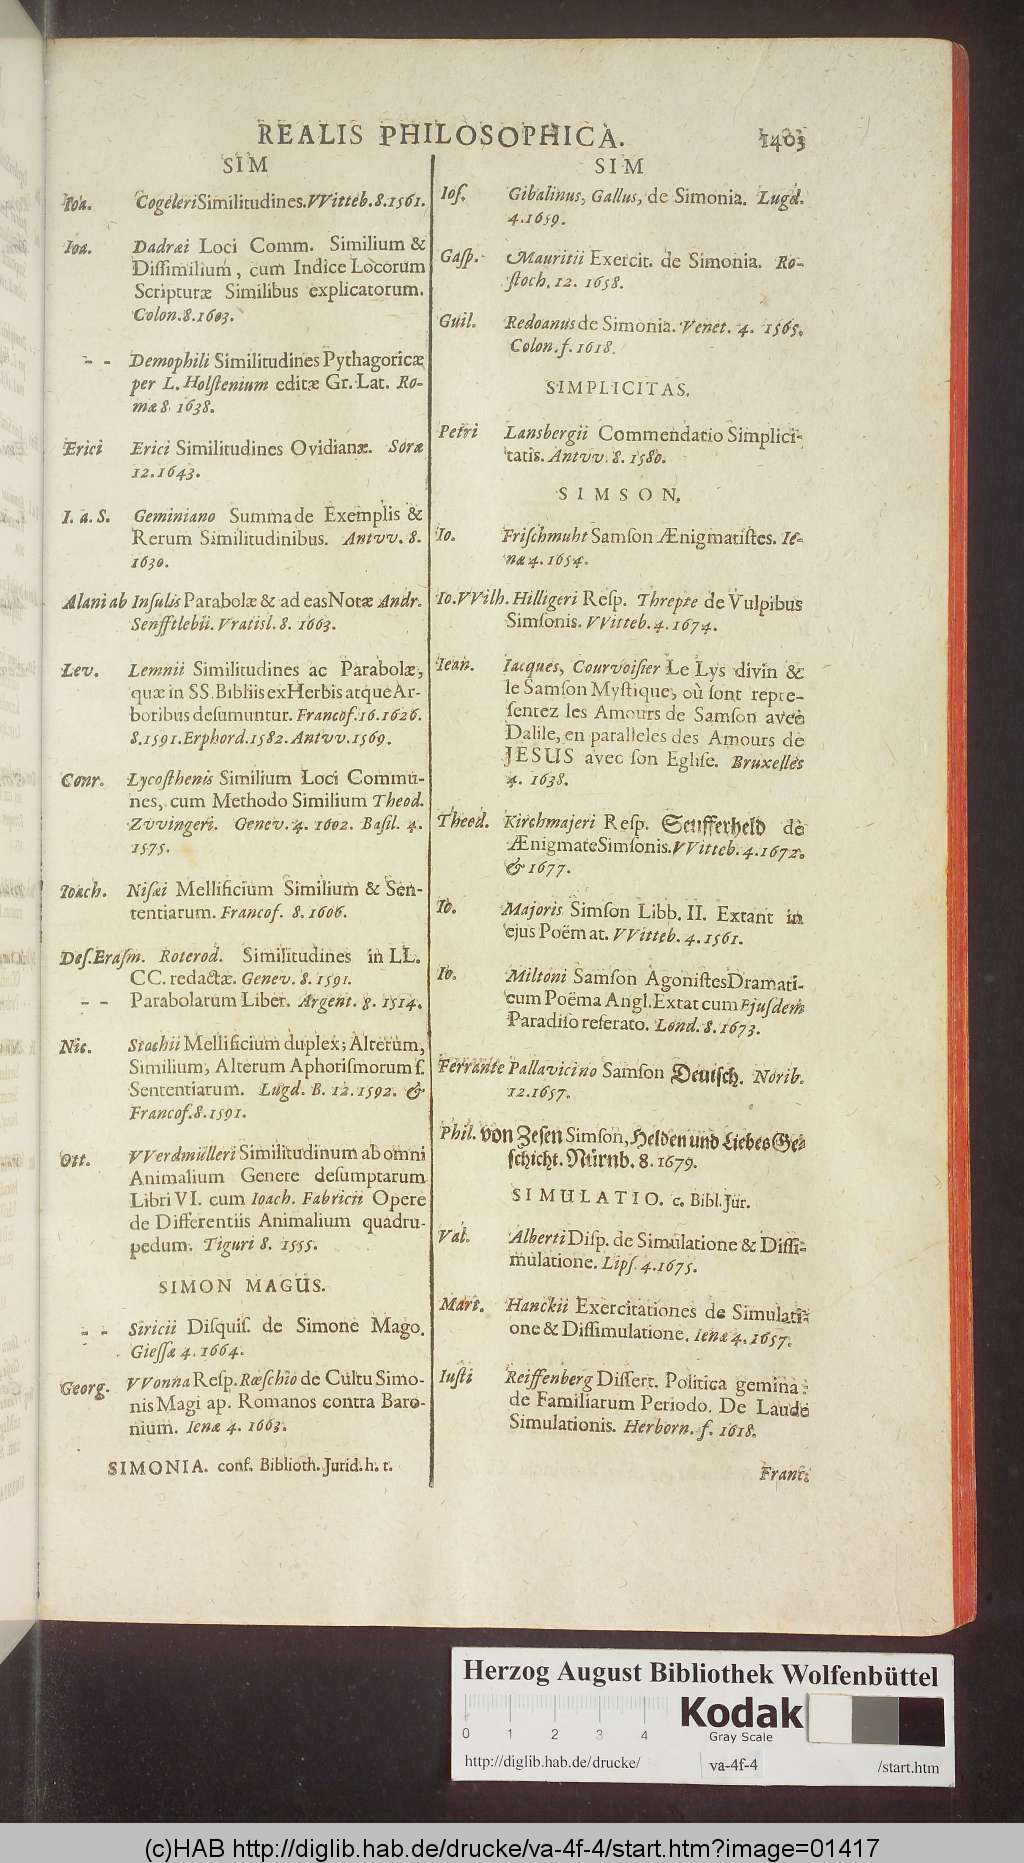 REALIS PHILOSOPHICA. 1403
SIM
Ioa. Cogeleri Similitudines. VVitteb. 8. 1561.
Ioa. Dadræi Loci Comm. Similium &
Diſſimilium, cum Indice Locorum
Scripturæ Similibus explicatorum.
Colon. 8. 1603.
- - Demophili Similitudines Pythagoricæ
per L. Holſtenium editæ Gr. Lat. Ro-
mæ 8. 1638.
Erici Erici Similitudines Ovidianæ. Soræ
12. 1643.
I. a. S. Geminiano Summa de Exemplis &
Rerum Similitudinibus. Antvv. 8.
1630.
Alani ab Inſulis Parabolæ & ad eas Notæ Andr.
Senfftlebii. Vratisl. 8. 1663.
Lev. Lemnii Similitudines ac Parabolæ,
quæ in SS. Bibliis ex Herbis atque Ar-
boribus deſumuntur. Francof. 16. 1626.
8. 1591. Erphord. 1582. Antvv. 1569.
Conr. Lycoſthenis Similium Loci Commu-
nes, cum Methodo Similium Theod.
Zvvingeri. Genev. 4. 1602. Baſil. 4.
1575.
Ioach. Niſæi Mellificium Similium & Sen-
tentiarum. Francof. 8. 1606.
Deſ. Eraſm. Roterod. Similitudines in LL.
CC. redactæ. Genev. 8. 1591.
- - Parabolarum Liber. Argent. 8. 1514.
Nic. Stachii Mellificium duplex; Alterum,
Similium, Alterum Aphoriſmorum ſ.
Sententiarum. Lugd. B. 12. 1592. &
Francof. 8. 1591.
Ott. VVerdmülleri Similitudinum ab omni
Animalium Genere deſumptarum
Libri VI. cum Ioach. Fabricii Opere
de Differentiis Animalium quadru-
pedum. Tiguri 8. 1555.
SIMON MAGUS.
- - Siricii Diſquiſ. de Simone Mago.
Gieſſæ 4. 1664.
Georg. VVonna Reſp. Rœſchio de Cultu Simo-
nis Magi ap. Romanos contra Baro-
nium. Ienæ 4. 1663.
SIMONIA. conf. Biblioth. Jurid. h. t.
SIM
Ioſ. Gibalinus, Gallus, de Simonia. Lugd.
4. 1659.
Gaſp. Mauritii Exercit. de Simonia. Ro-
ſtoch. 12. 1658.
Guil. Redoanus de Simonia. Venet. 4. 1565.
Colon. f. 1618.
SIMPLICITAS.
Petri Lansbergii Commendatio Simplici-
tatis. Antvv. 8. 1580.
SIMSON.
Io. Friſchmuht Samſon Ænigmatiſtes. Ie-
næ 4. 1654.
Io. VVilh. Hilligeri Reſp. Threpte de Vulpibus
Simſonis. VVitteb. 4. 1674.
Iean. Iacques, Courvoiſier Le Lys divin &
le Samſon Myſtique, où ſont repre-
ſentez les Amours de Samſon avec
Dalile, en paralleles des Amours de
JESUS avec ſon Egliſe. Bruxelles
4. 1638.
Theod. Kirchmajeri Reſp. Seufferheld de
Ænigmate Simſonis. VVitteb. 4. 1672.
& 1677.
Io. Majoris Simſon Libb. II. Extant in
ejus Poëmat. VVitteb. 4. 1561.
Io. Miltoni Samſon Agoniſtes Dramati-
cum Poëma Angl. Extat cum Ejuſdem
Paradiſo reſerato. Lond. 8. 1673.
Ferrante Pallavicino Samſon Deutſch. Norib.
12. 1657.
Phil. von Zeſen Simſon, Helden und Liebes Ge-
ſchicht. Nürnb. 8. 1679.
SIMULATIO. c. Bibl. Jur.
Val. Alberti Diſp. de Simulatione & Diſſi-
mulatione. Lipſ. 4. 1675.
Mart. Hanckii Exercitationes de Simulati-
one & Diſſimulatione. Ienæ 4. 1657.
Iuſti Reiffenberg Diſſert. Politica gemina:
de Familiarum Periodo. De Laude
Simulationis. Herborn. f. 1618.
Franc.
Herzog August Bibliothek Wolfenbüttel
0 1 2 3 4
Kodak
Gray Scale
http://diglib.hab.de/drucke/ va-4f-4 /start.htm
(c)HAB http://diglib.hab.de/drucke/va-4f-4/start.htm?image=01417